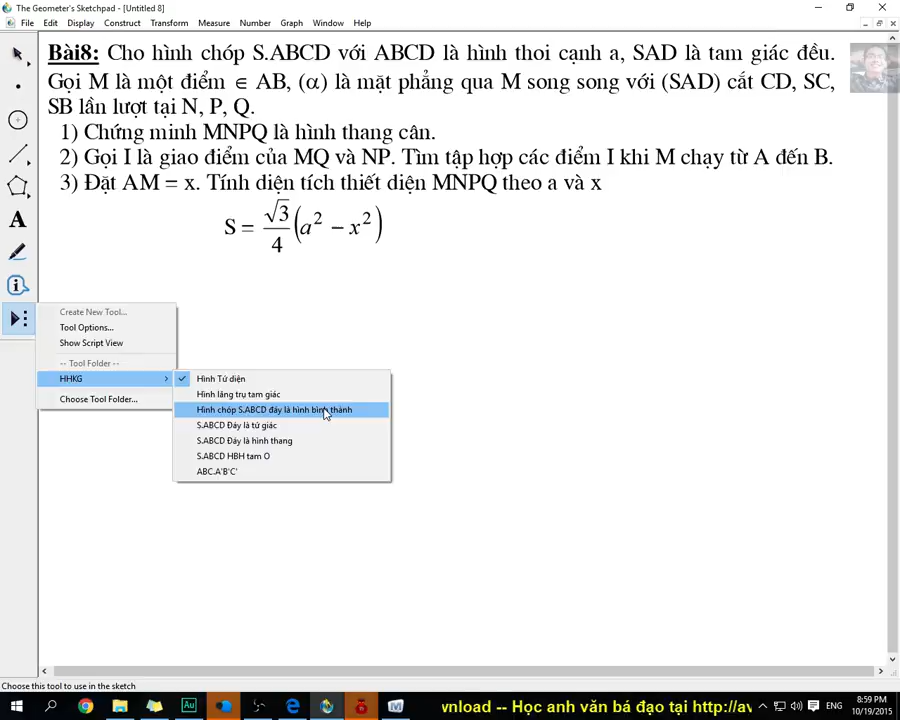 The Geometer's Sketchpad - [Untitled 8]
File Edit Display Construct Transform Measure Number Graph Window Help
Bài8: Cho hình chóp S.ABCD với ABCD là hình thoi cạnh a, SAD là tam giác đều.
Gọi M là một điểm ∈ AB, (α) là mặt phẳng qua M song song với (SAD) cắt CD, SC,
SB lần lượt tại N, P, Q.
1) Chứng minh MNPQ là hình thang cân.
2) Gọi I là giao điểm của MQ và NP. Tìm tập hợp các điểm I khi M chạy từ A đến B.
3) Đặt AM = x. Tính diện tích thiết diện MNPQ theo a và x
S = √3/4 (a² − x²)
A
Create New Tool...
Tool Options...
Show Script View
-- Tool Folder --
HHKG
Choose Tool Folder...
Hình Tứ diện
Hình lăng trụ tam giác
Hình chóp S.ABCD đáy là hình bình thành
S.ABCD Đáy là tứ giác
S.ABCD Đáy là hình thang
S.ABCD HBH tam O
ABC.A'B'C'
Choose this tool to use in the sketch
vnload -- Học anh văn bá đạo tại http://av
ENG
8:59 PM
10/19/2015